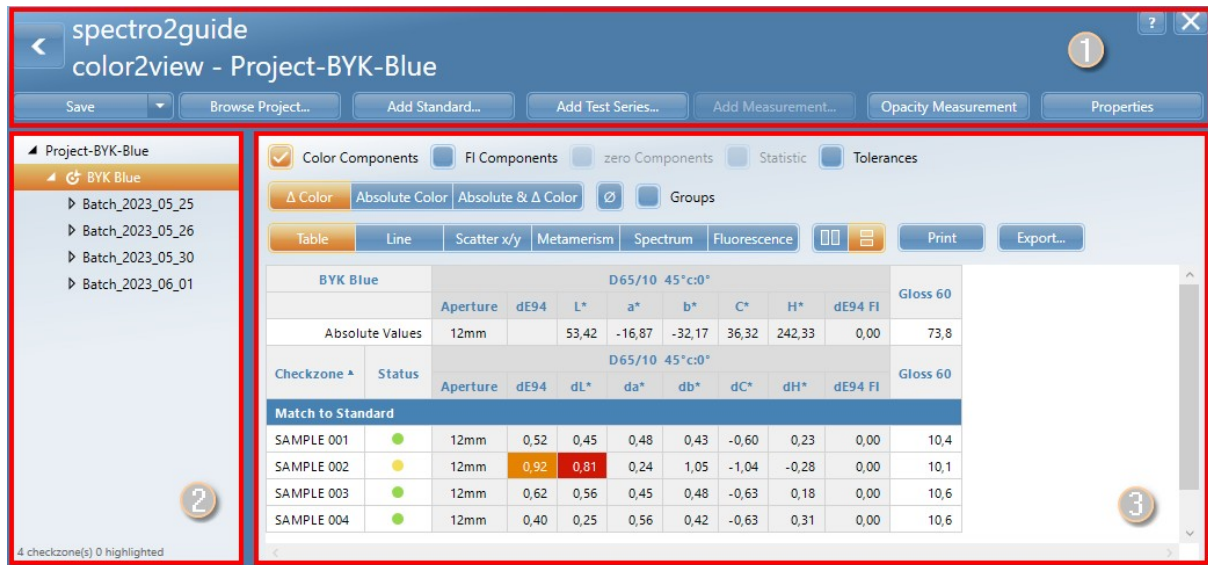 spectro2guide
color2view - Project-BYK-Blue
? 1
Save Browse Project... Add Standard... Add Test Series... Add Measurement... Opacity Measurement Properties
Project-BYK-Blue
BYK Blue
Batch_2023_05_25
Batch_2023_05_26
Batch_2023_05_30
Batch_2023_06_01
2
4 checkzone(s) 0 highlighted
Color Components FI Components zero Components Statistic Tolerances
Δ Color Absolute Color Absolute & Δ Color Ø Groups
Table Line Scatter x/y Metamerism Spectrum Fluorescence Print Export...
BYK Blue D65/10 45°c:0° Gloss 60
Aperture dE94 L* a* b* C* H* dE94 Fl
Absolute Values 12mm 53,42 -16,87 -32,17 36,32 242,33 0,00 73,8
Checkzone Status D65/10 45°c:0° Gloss 60
Aperture dE94 dL* da* db* dC* dH* dE94 Fl
Match to Standard
SAMPLE 001 12mm 0,52 0,45 0,48 0,43 -0,60 0,23 0,00 10,4
SAMPLE 002 12mm 0,92 0,81 0,24 1,05 -1,04 -0,28 0,00 10,1
SAMPLE 003 12mm 0,62 0,56 0,45 0,48 -0,63 0,18 0,00 10,6
SAMPLE 004 12mm 0,40 0,25 0,56 0,42 -0,63 0,31 0,00 10,6
3